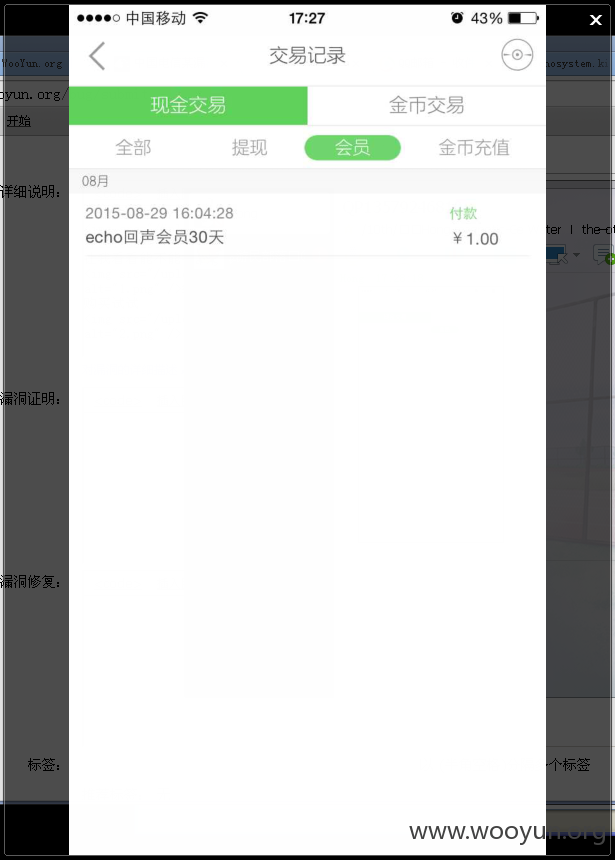 中国移动 17:27 43%
WooYun.org
交易记录
oyun.org/
开始
现金交易 金币交易
全部 提现 会员 金币充值
08月
详细说明：
2015-08-29 16:04:28 付款
echo回声会员30天 ￥1.00
漏洞证明：
漏洞修复：
标签： 个标签
www.wooyun.org